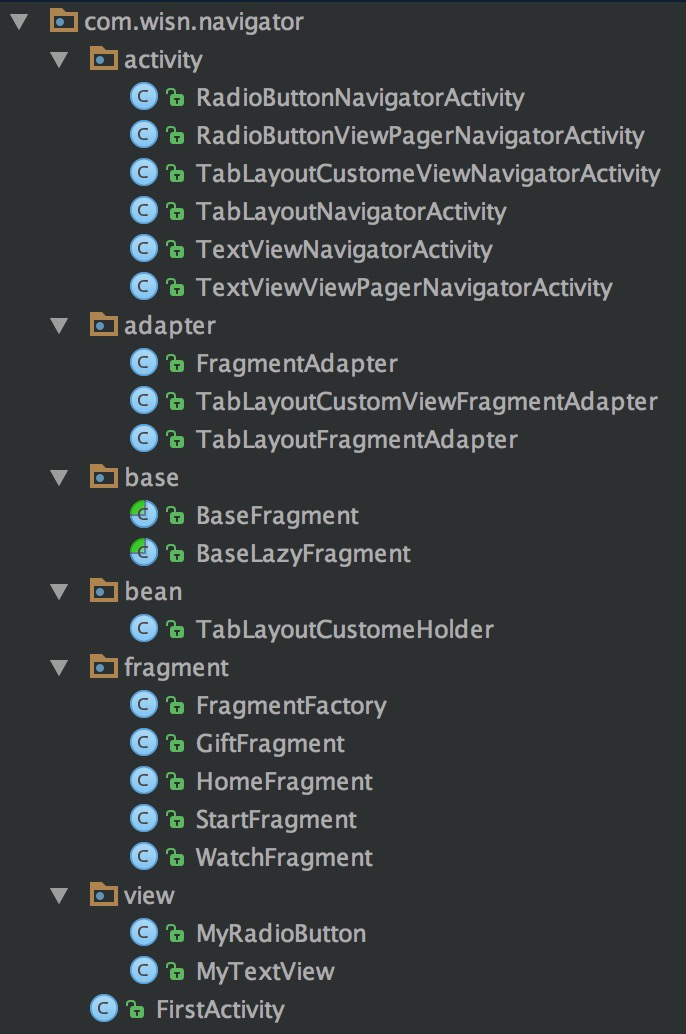 com.wisn.navigator
activity
RadioButtonNavigatorActivity
RadioButtonViewPagerNavigatorActivity
TabLayoutCustomeViewNavigatorActivity
TabLayoutNavigatorActivity
TextViewNavigatorActivity
TextViewViewPagerNavigatorActivity
adapter
FragmentAdapter
TabLayoutCustomViewFragmentAdapter
TabLayoutFragmentAdapter
base
BaseFragment
BaseLazyFragment
bean
TabLayoutCustomeHolder
fragment
FragmentFactory
GiftFragment
HomeFragment
StartFragment
WatchFragment
view
MyRadioButton
MyTextView
FirstActivity